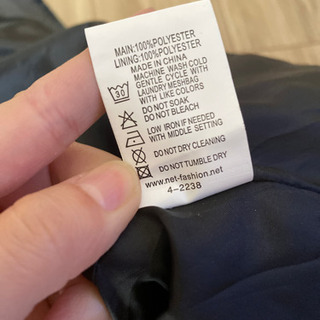 MAIN:100%POLYESTER
LINING:100%POLYESTER
MADE IN CHINA
MACHINE WASH COLD
GENTLE CYCLE WITH
30 LAUNDRY MESHBAG
WITH LIKE COLORS
DO NOT SOAK
DO NOT BLEACH
LOW IRON IF NEEDED
WITH MIDDLE SETTING
DO NOT DRY CLEANING
DO NOT TUMBLE DRY
www.net-fashion.net
4-2238